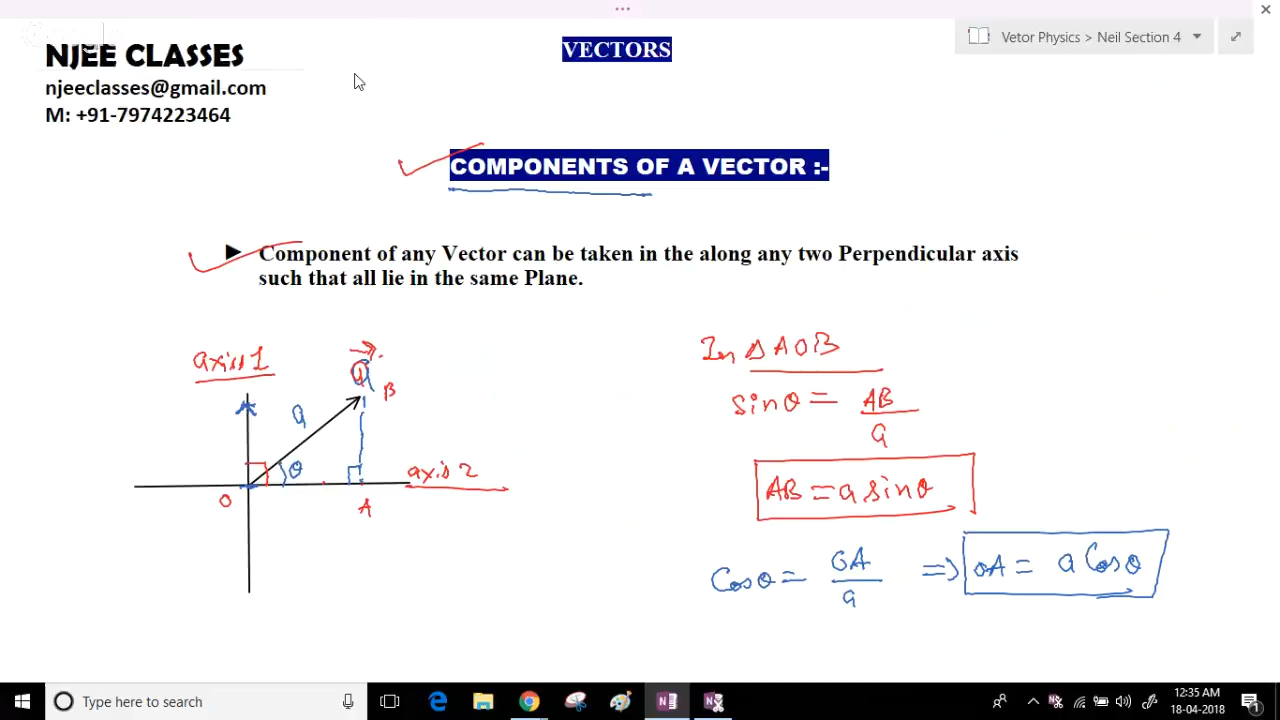 Vetor Physics > Neil Section 4
NJEE CLASSES
njeeclasses@gmail.com
M: +91-7974223464
VECTORS
COMPONENTS OF A VECTOR :-
► Component of any Vector can be taken in the along any two Perpendicular axis
such that all lie in the same Plane.
axis 1
a
B
a
θ
axis 2
O
A
In Δ AOB
sinθ = AB/a
AB = a sinθ
Cosθ = OA/a ⇒ OA = a Cosθ
Type here to search
12:35 AM
18-04-2018
1